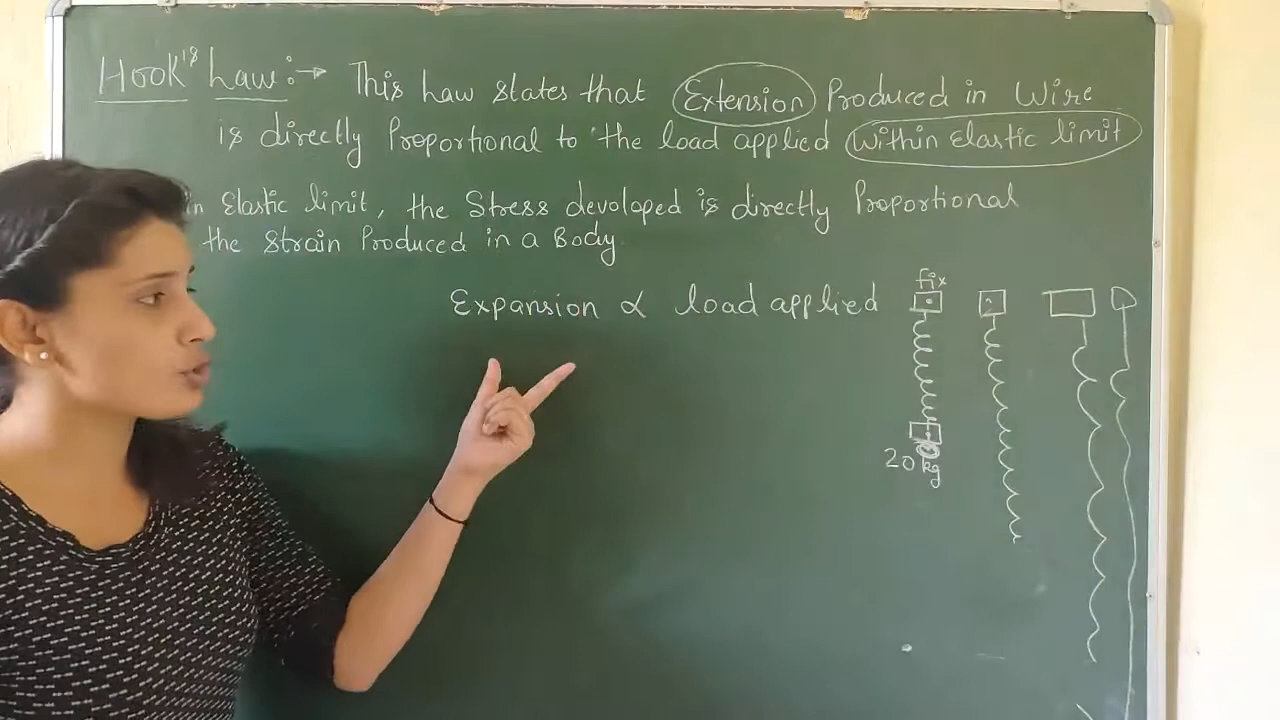 Hook's Law:→ This Law states that Extension Produced in Wire
is directly Proportional to the load applied Within Elastic limit
in Elastic limit, the Stress devoloped is directly Proportional
the Strain Produced in a Body.
fix
Expansion ∝ load applied
20 kg